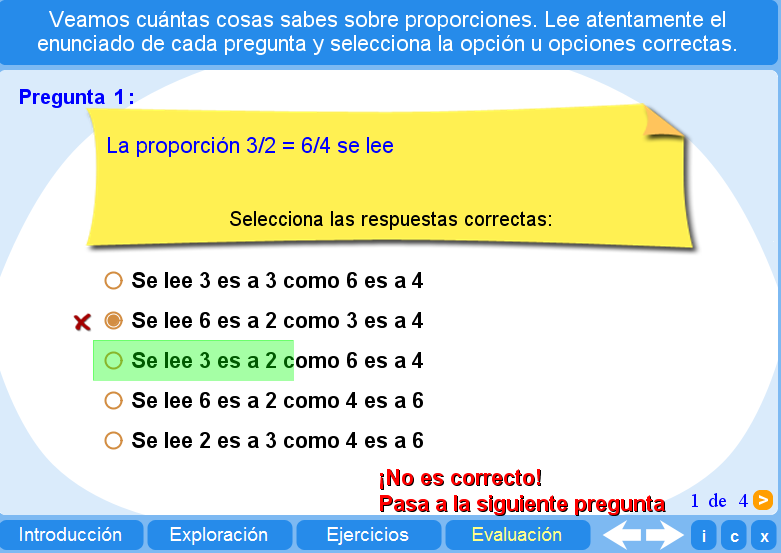 Veamos cuántas cosas sabes sobre proporciones. Lee atentamente el
enunciado de cada pregunta y selecciona la opción u opciones correctas.
Pregunta 1:
La proporción 3/2 = 6/4 se lee
Selecciona las respuestas correctas:
Se lee 3 es a 3 como 6 es a 4
Se lee 6 es a 2 como 3 es a 4
Se lee 3 es a 2 como 6 es a 4
Se lee 6 es a 2 como 4 es a 6
Se lee 2 es a 3 como 4 es a 6
¡No es correcto!
Pasa a la siguiente pregunta
1 de 4 >
Introducción Exploración Ejercicios Evaluación i c x